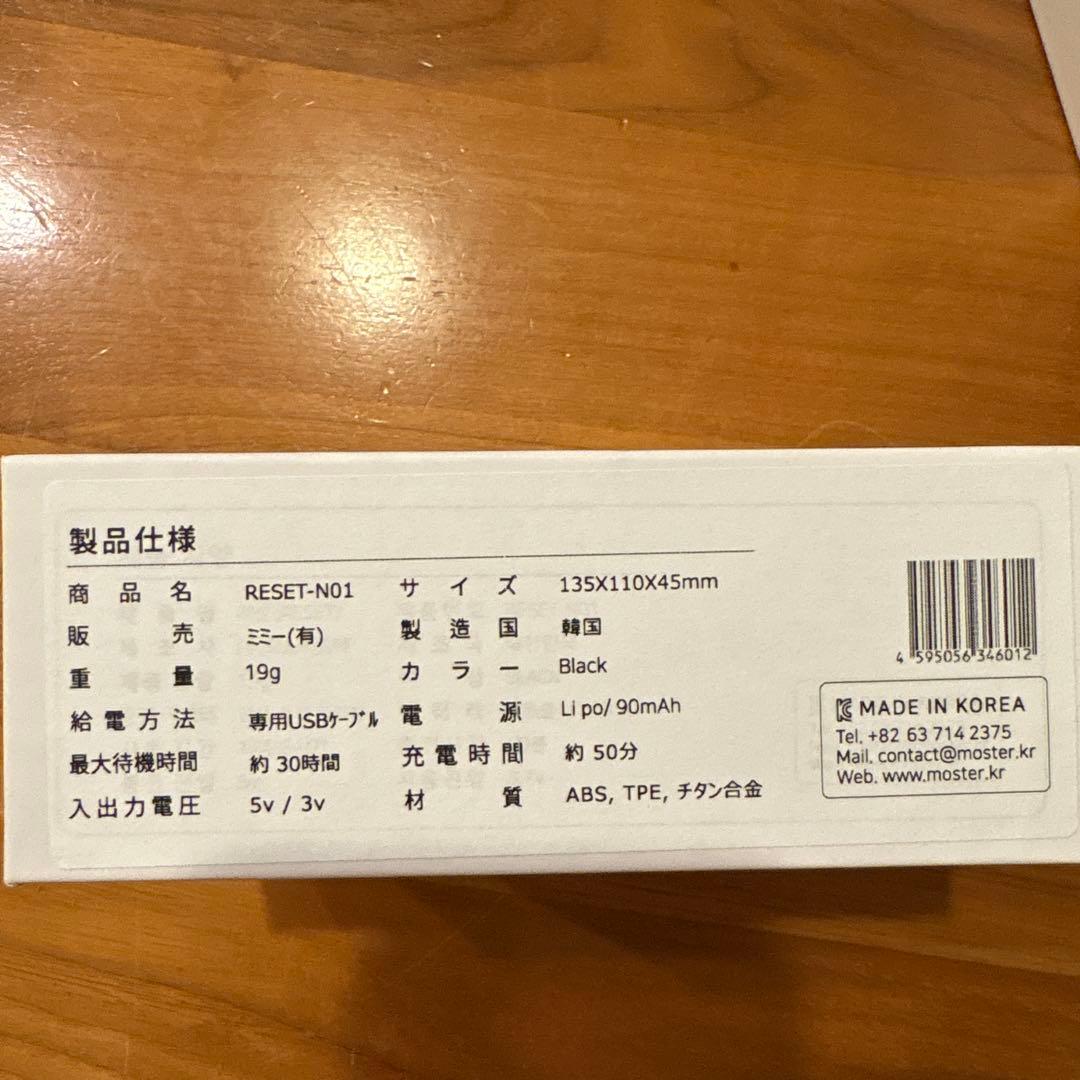 製品仕様
商品名 RESET-N01 サイズ 135X110X45mm
販売 ミミー(有) 製造国 韓国
重量 19g カラー Black
給電方法 専用USBｹｰﾌﾞﾙ 電源 Li po/ 90mAh
最大待機時間 約 30時間 充電時間 約 50分
入出力電圧 5v / 3v 材質 ABS, TPE, チタン合金
4 595056 346012
MADE IN KOREA
Tel. +82 63 714 2375
Mail. contact@moster.kr
Web. www.moster.kr